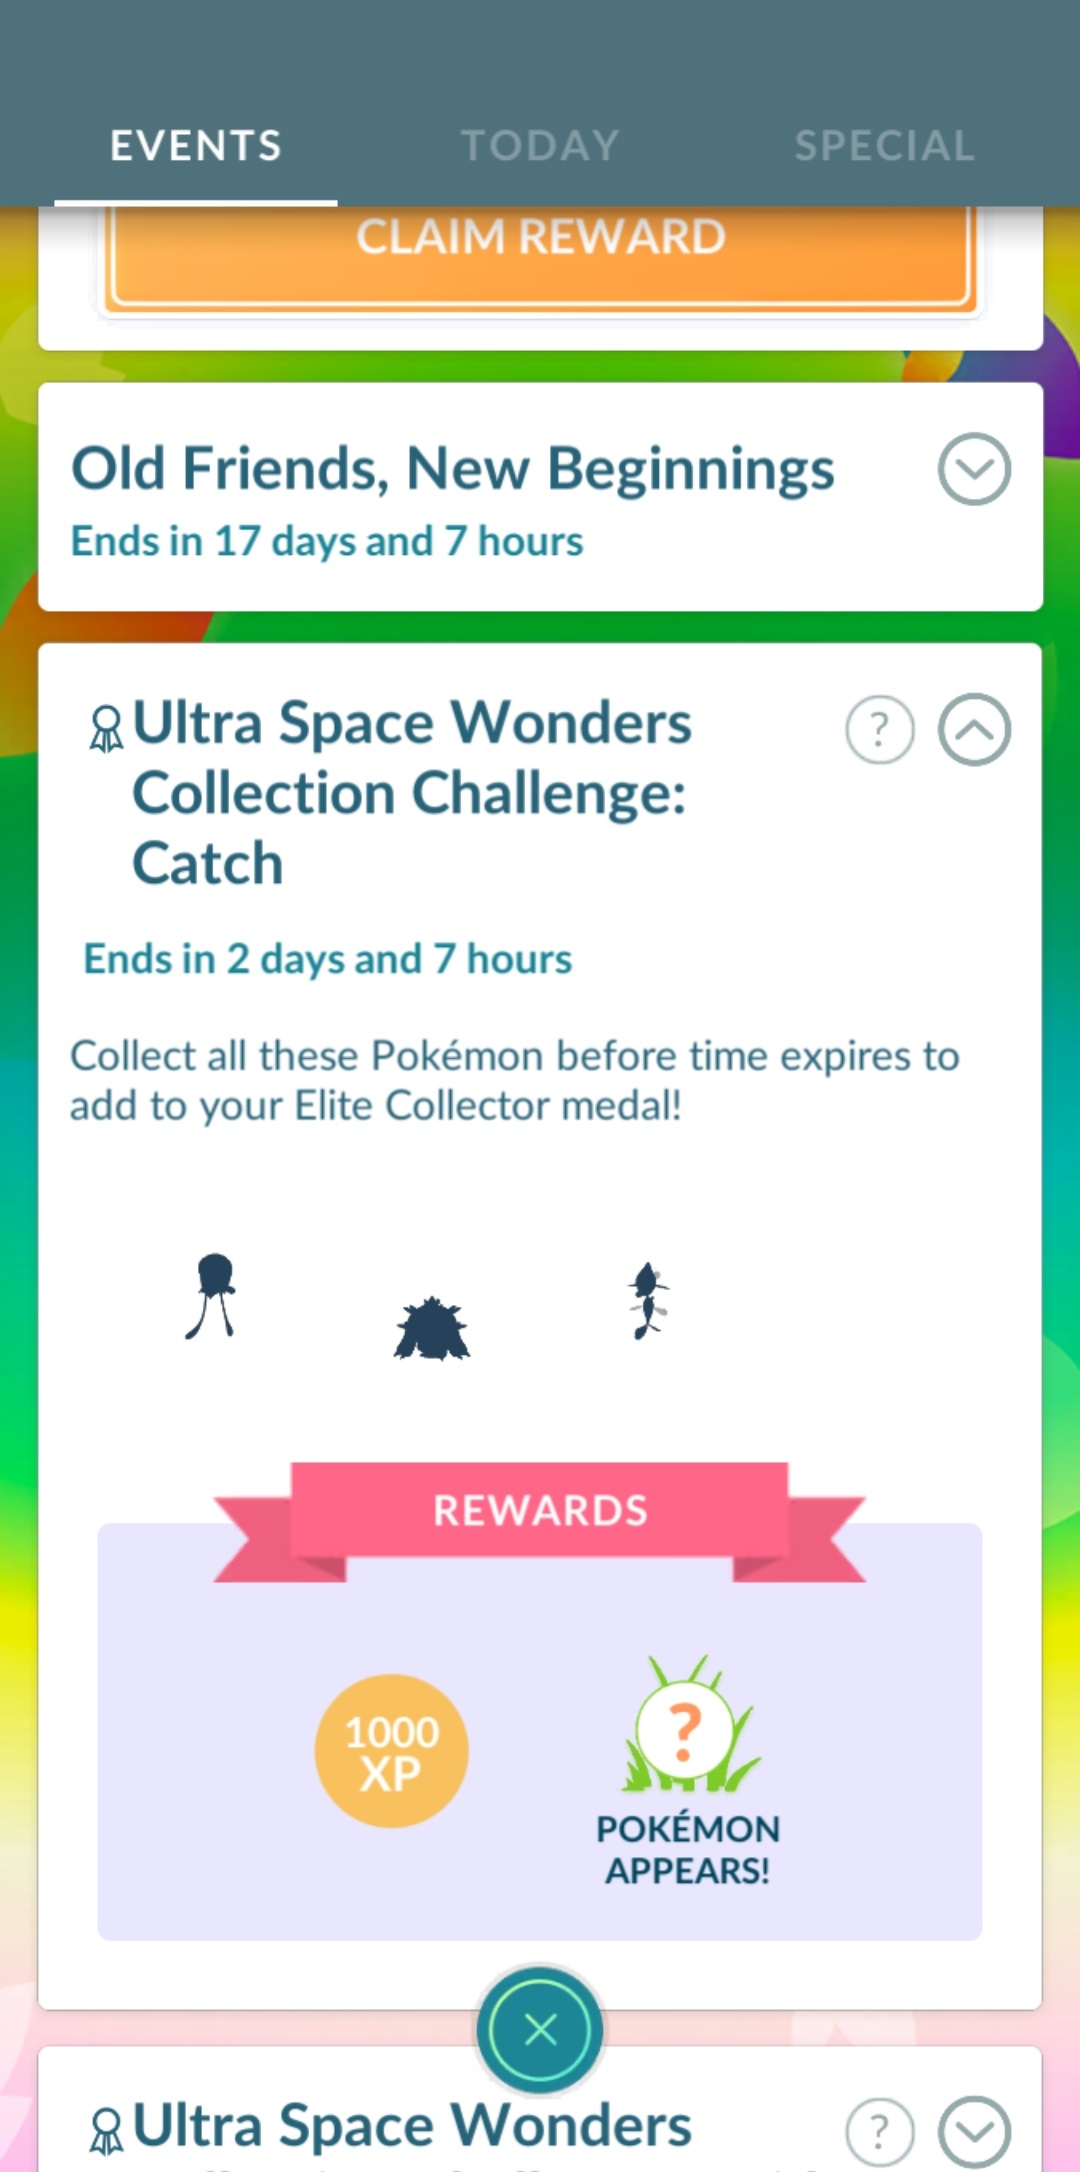 EVENTS
TODAY
SPECIAL
CLAIM REWARD
Old Friends, New Beginnings
Ends in 17 days and 7 hours
Ultra Space Wonders
Collection Challenge:
Catch
?
Ends in 2 days and 7 hours
Collect all these Pokémon before time expires to
add to your Elite Collector medal!
REWARDS
1000
XP
?
POKÉMON
APPEARS!
Ultra Space Wonders
?